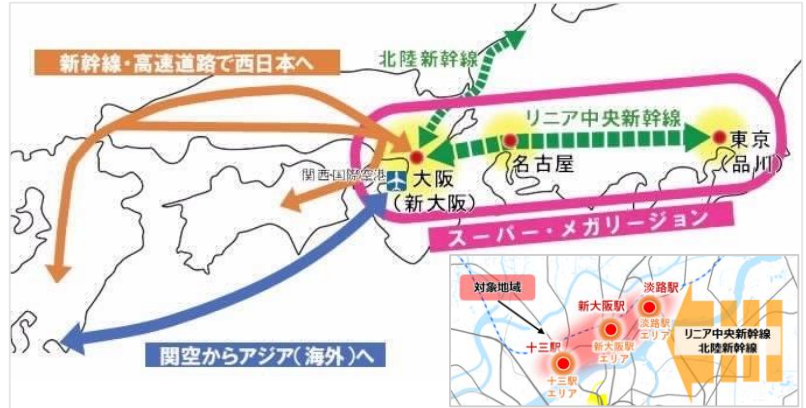 新幹線・高速道路で西日本へ
北陸新幹線
リニア中央新幹線
東京
(品川)
名古屋
関西国際空港
大阪
(新大阪)
スーパー・メガリージョン
関空からアジア(海外)へ
対象地域
淡路駅
新大阪駅
淡路駅
エリア
十三駅
新大阪駅
エリア
十三駅
エリア
リニア中央新幹線
北陸新幹線